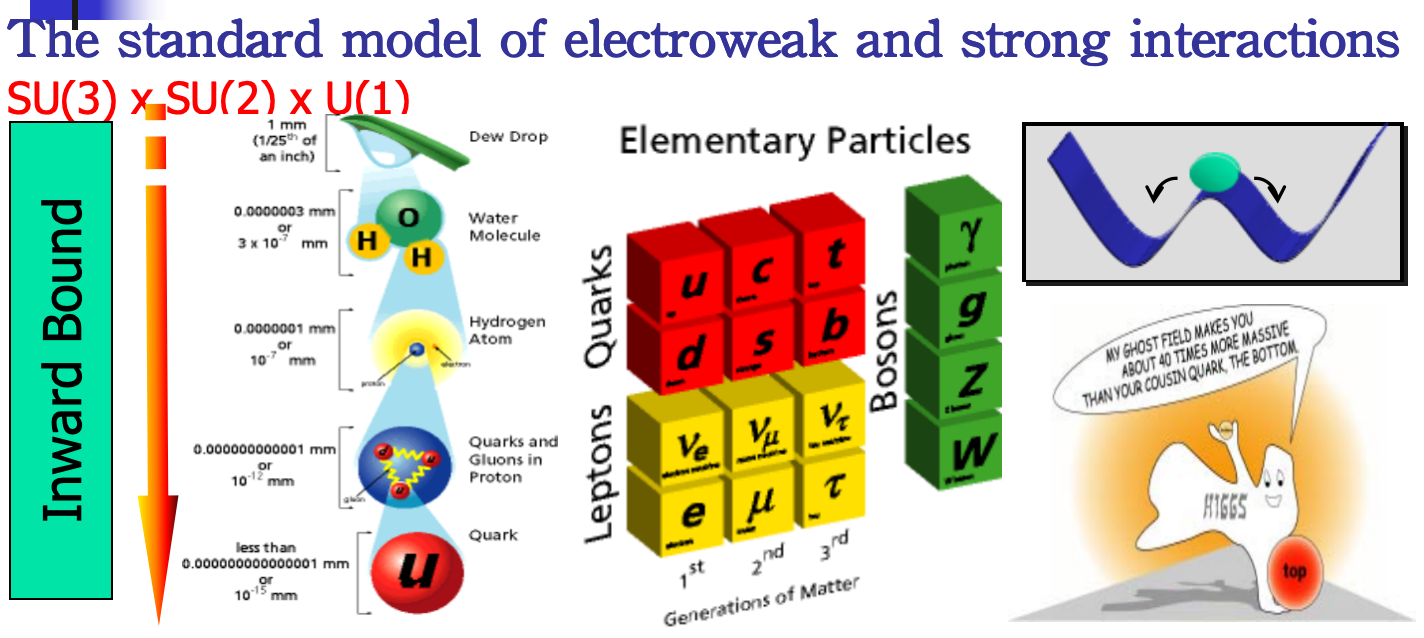 The standard model of electroweak and strong interactions
SU(3) x SU(2) x U(1)
Inward Bound
1 mm
(1/25th of
an inch)
Dew Drop
0.0000003 mm
or
3 x 10-7 mm
O
H
H
Water
Molecule
0.0000001 mm
or
10-7 mm
Hydrogen
Atom
proton
electron
0.000000000001 mm
or
10-12 mm
d
u
u
gluon
Quarks and
Gluons in
Proton
less than
0.000000000000001 mm
or
10-15 mm
u
Quark
Elementary Particles
Quarks
u
c
t
d
s
b
Leptons
νe
νμ
ντ
e
μ
τ
1st
2nd
3rd
Generations of Matter
Bosons
γ
g
Z
W
MY GHOST FIELD MAKES YOU
ABOUT 40 TIMES MORE MASSIVE
THAN YOUR COUSIN QUARK, THE BOTTOM.
HIGGS
top